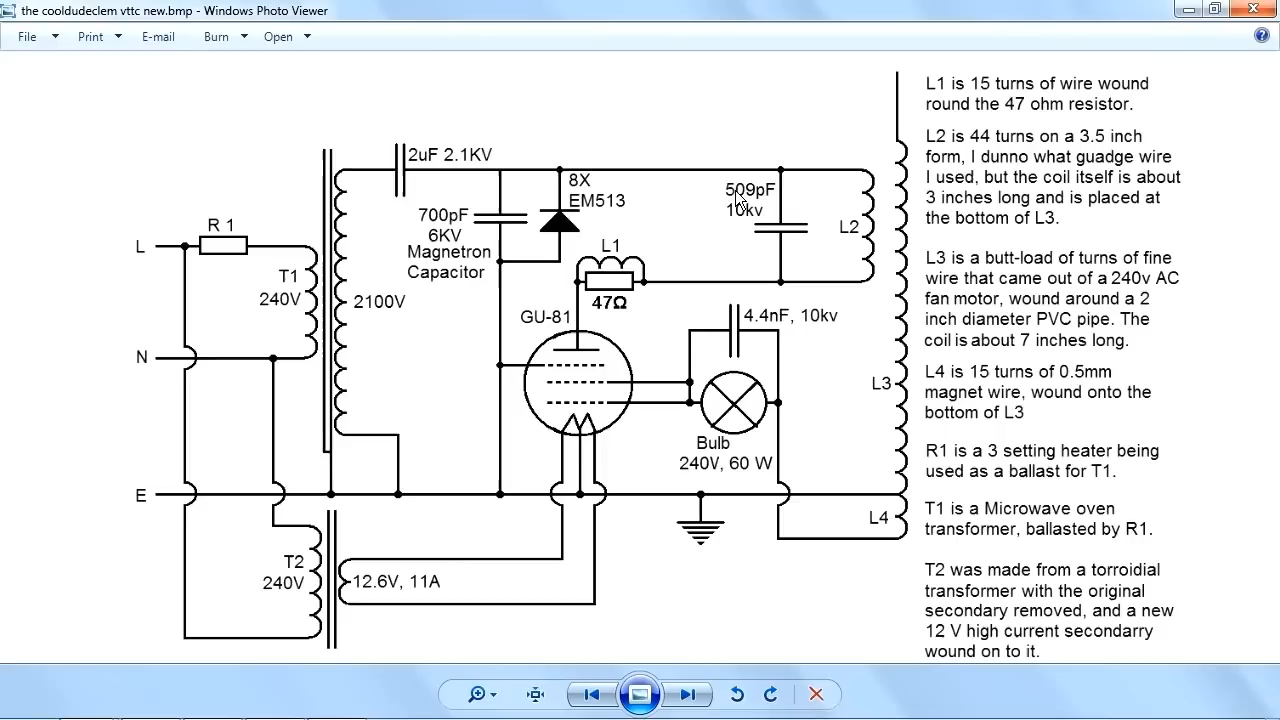 the cooldudeclem vttc new.bmp - Windows Photo Viewer
File Print E-mail Burn Open
2uF 2.1KV
8X
EM513
700pF
6KV
Magnetron
Capacitor
509pF
10kv
L2
L1
47Ω
R 1
L
T1
240V
2100V
GU-81
4.4nF, 10kv
N
L3
Bulb
240V, 60 W
E
L4
T2
240V
12.6V, 11A
L1 is 15 turns of wire wound
round the 47 ohm resistor.
L2 is 44 turns on a 3.5 inch
form, I dunno what guadge wire
I used, but the coil itself is about
3 inches long and is placed at
the bottom of L3.
L3 is a butt-load of turns of fine
wire that came out of a 240v AC
fan motor, wound around a 2
inch diameter PVC pipe. The
coil is about 7 inches long.
L4 is 15 turns of 0.5mm
magnet wire, wound onto the
bottom of L3
R1 is a 3 setting heater being
used as a ballast for T1.
T1 is a Microwave oven
transformer, ballasted by R1.
T2 was made from a torroidial
transformer with the original
secondary removed, and a new
12 V high current secondarry
wound on to it.